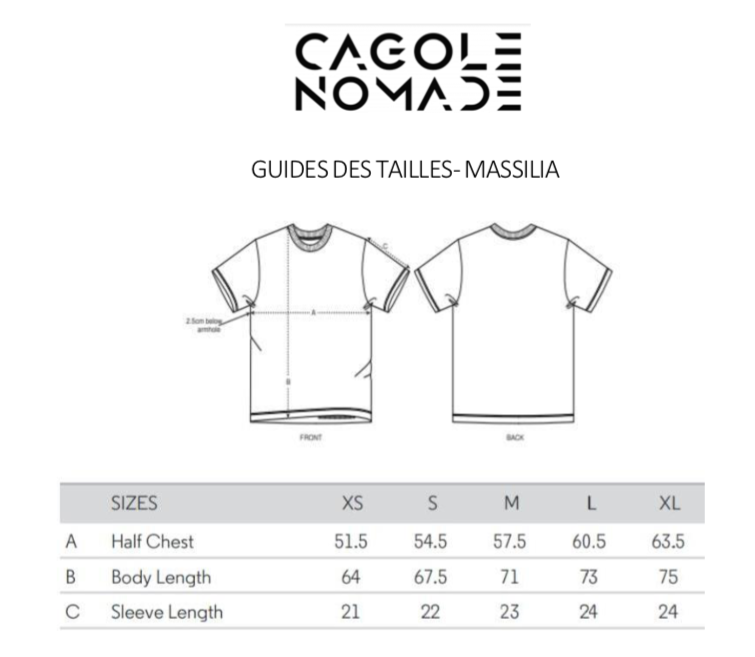 CAGOLE
NOMADE
GUIDES DES TAILLES- MASSILIA
C
A
2.5cm below
armhole
B
FRONT
BACK
SIZES XS S M L XL
A Half Chest 51.5 54.5 57.5 60.5 63.5
B Body Length 64 67.5 71 73 75
C Sleeve Length 21 22 23 24 24